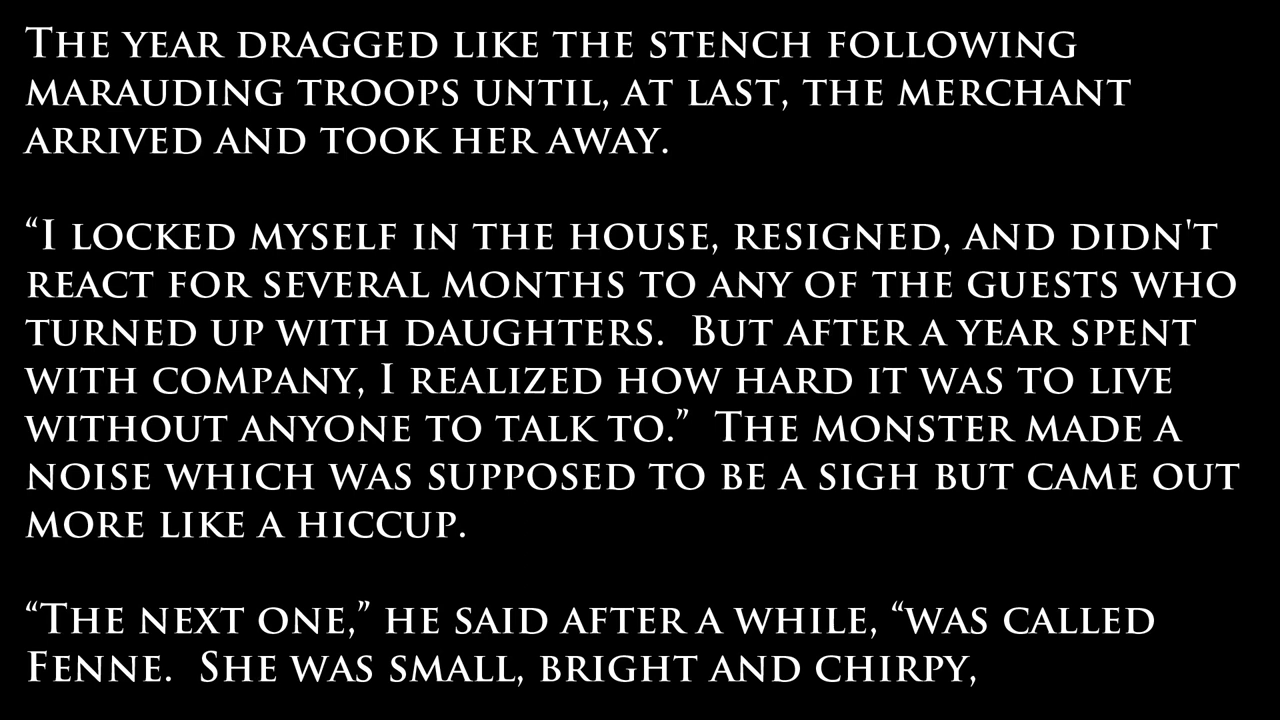 The year dragged like the stench following
marauding troops until, at last, the merchant
arrived and took her away.

“I locked myself in the house, resigned, and didn't
react for several months to any of the guests who
turned up with daughters.  But after a year spent
with company, I realized how hard it was to live
without anyone to talk to.”  The monster made a
noise which was supposed to be a sigh but came out
more like a hiccup.

“The next one,” he said after a while, “was called
Fenne.  She was small, bright and chirpy,